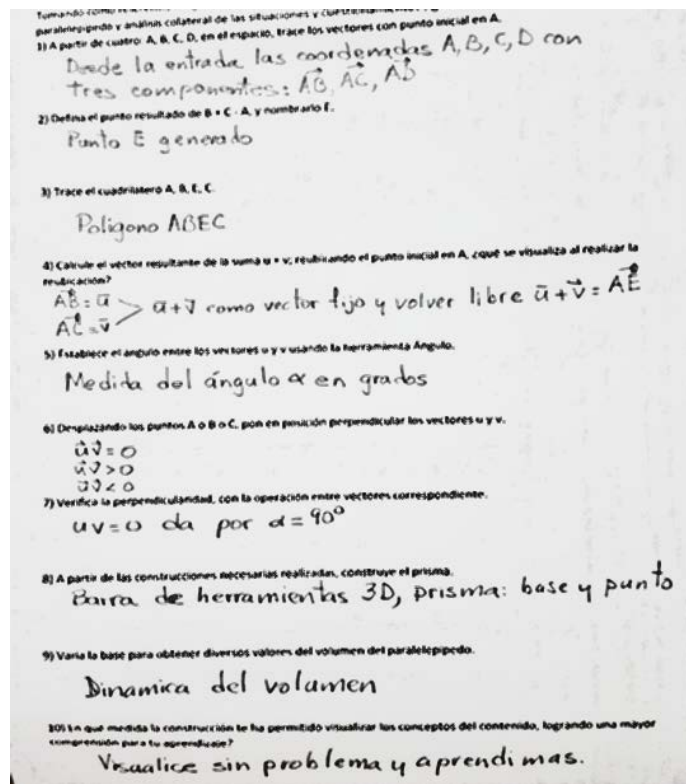 Tomando como
paralelepípedo y análisis collateral de las situaciones y
1) A partir de cuatro: A, B, C, D, en el espacio, trace los vectores con punto inicial en A.
Desde la entrada las coordenadas A, B, C, D con
tres componentes: AB, AC, AD
2) Defina el punto resultado de B + C - A, y nombrarlo E.
Punto E generado
3) Trace el cuadrilátero A, B, E, C.
Poligono ABEC
4) Calcule el vector resultante de la suma u + v; reubicando el punto inicial en A, ¿qué se visualiza al realizar la
reubicación?
AB = u
AC = v > u + v como vector fijo y volver libre u + v = AE
5) Establece el ángulo entre los vectores u y v usando la herramienta Ángulo.
Medida del ángulo α en grados
6) Desplazando los puntos A o B o C, pon en posición perpendicular los vectores u y v.
u v = 0
u v > 0
u v < 0
7) Verifica la perpendicularidad, con la operación entre vectores correspondiente.
u v = 0 da por α = 90°
8) A partir de las construcciones necesarias realizadas, construye el prisma.
Barra de herramientas 3D, prisma: base y punto
9) Varia la base para obtener diversos valores del volumen del paralelepípedo.
Dinamica del volumen
10) En qué medida la construcción te ha permitido visualizar los conceptos del contenido, logrando una mayor
comprensión para tu aprendizaje?
Visualice sin problema y aprendi mas.